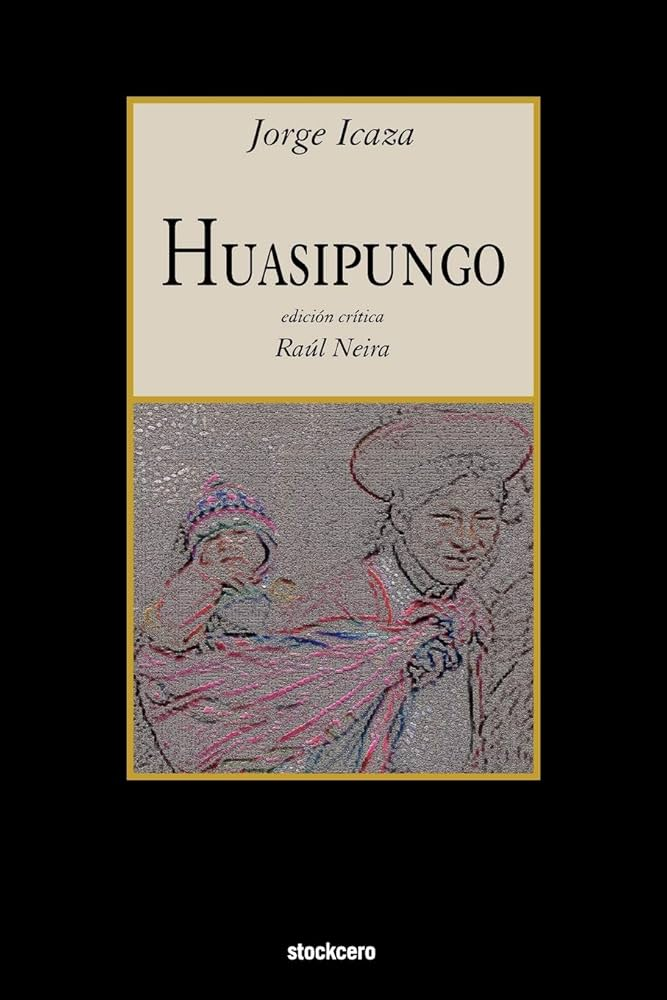 Jorge Icaza
HUASIPUNGO
edición crítica
Raúl Neira
stockcero